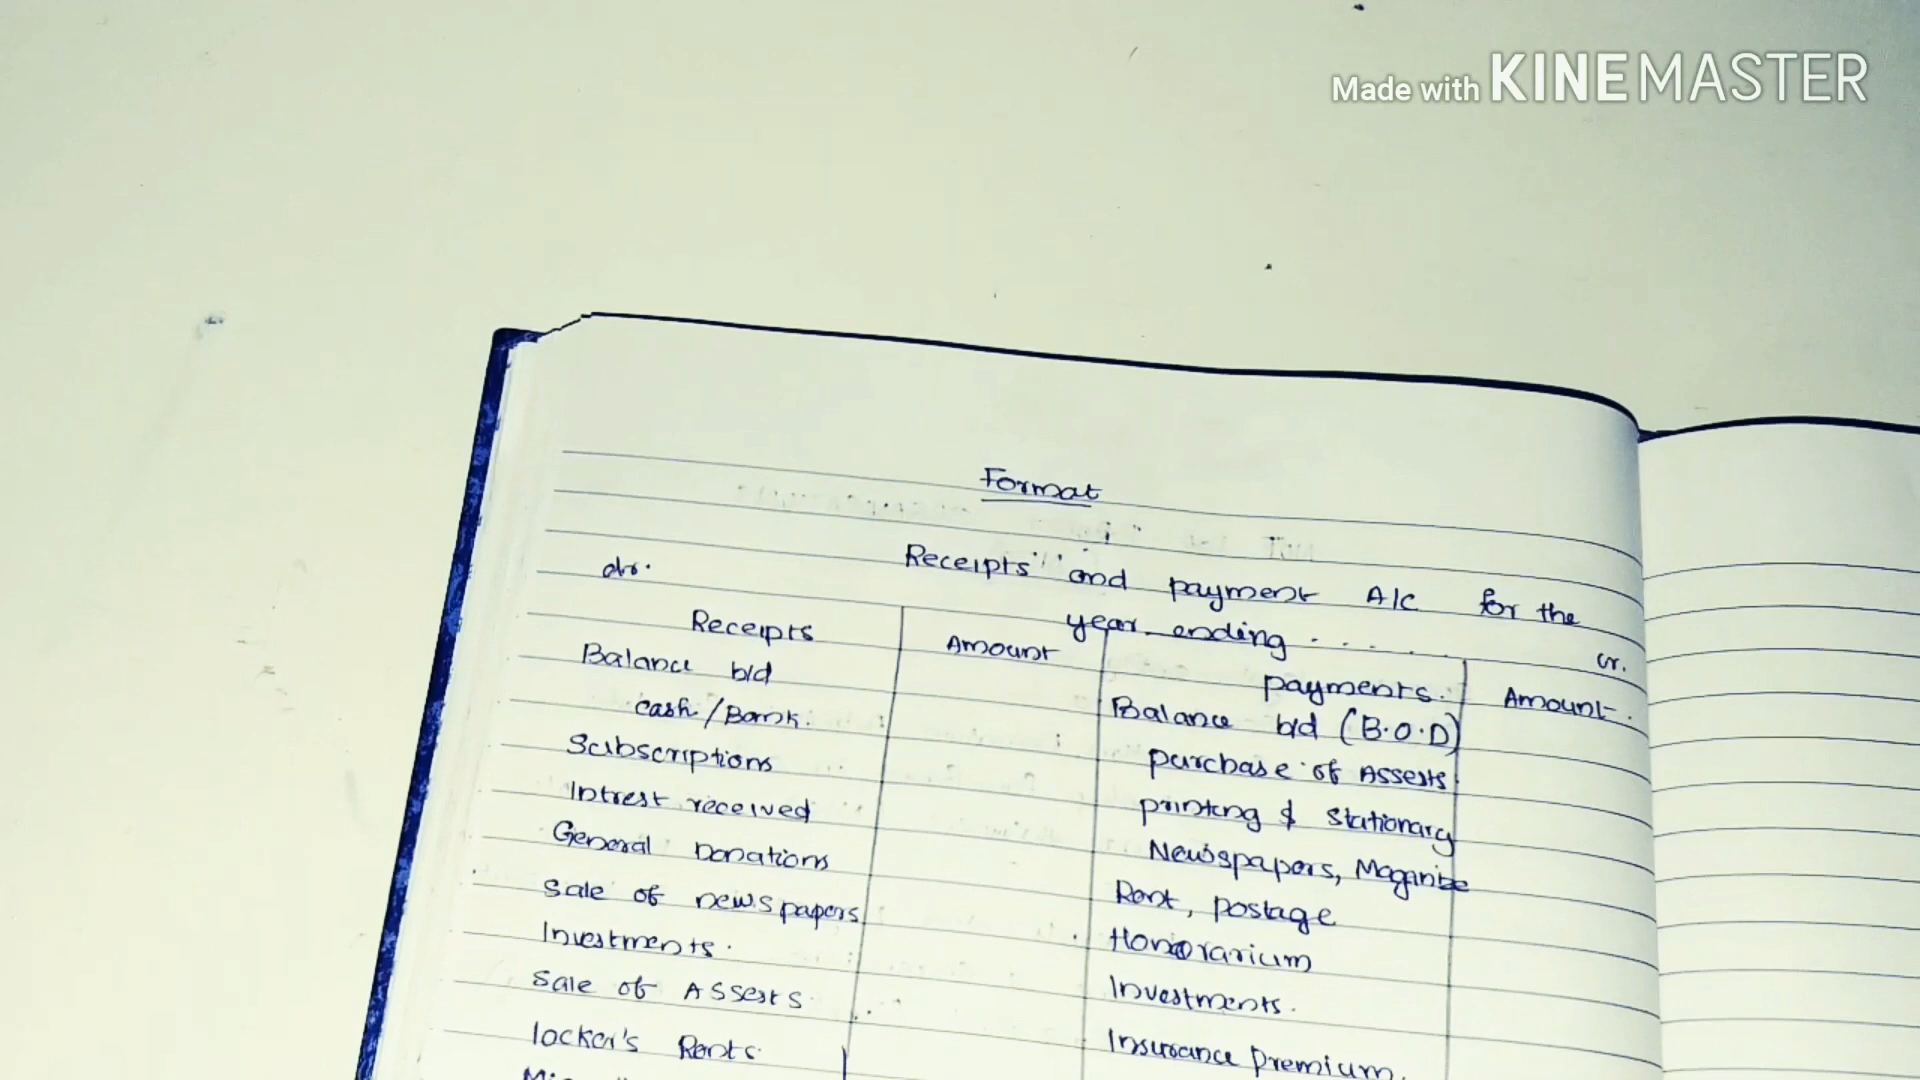 Made with KINEMASTER
Format
Receipts and payment A/c for the
dr. year ending ..... cr.
Receipts Amount payments. Amount.
Balance b/d Balance b/d (B.O.D)
cash/Bank. purchase of Assests
Subscriptions printing & stationary
Intrest received Newspapers, Maganize
General Donations Rent, postage
Sale of newspapers Honorarium
Investments. Investments.
Sale of Assests Insurance premium.
locker's Rents